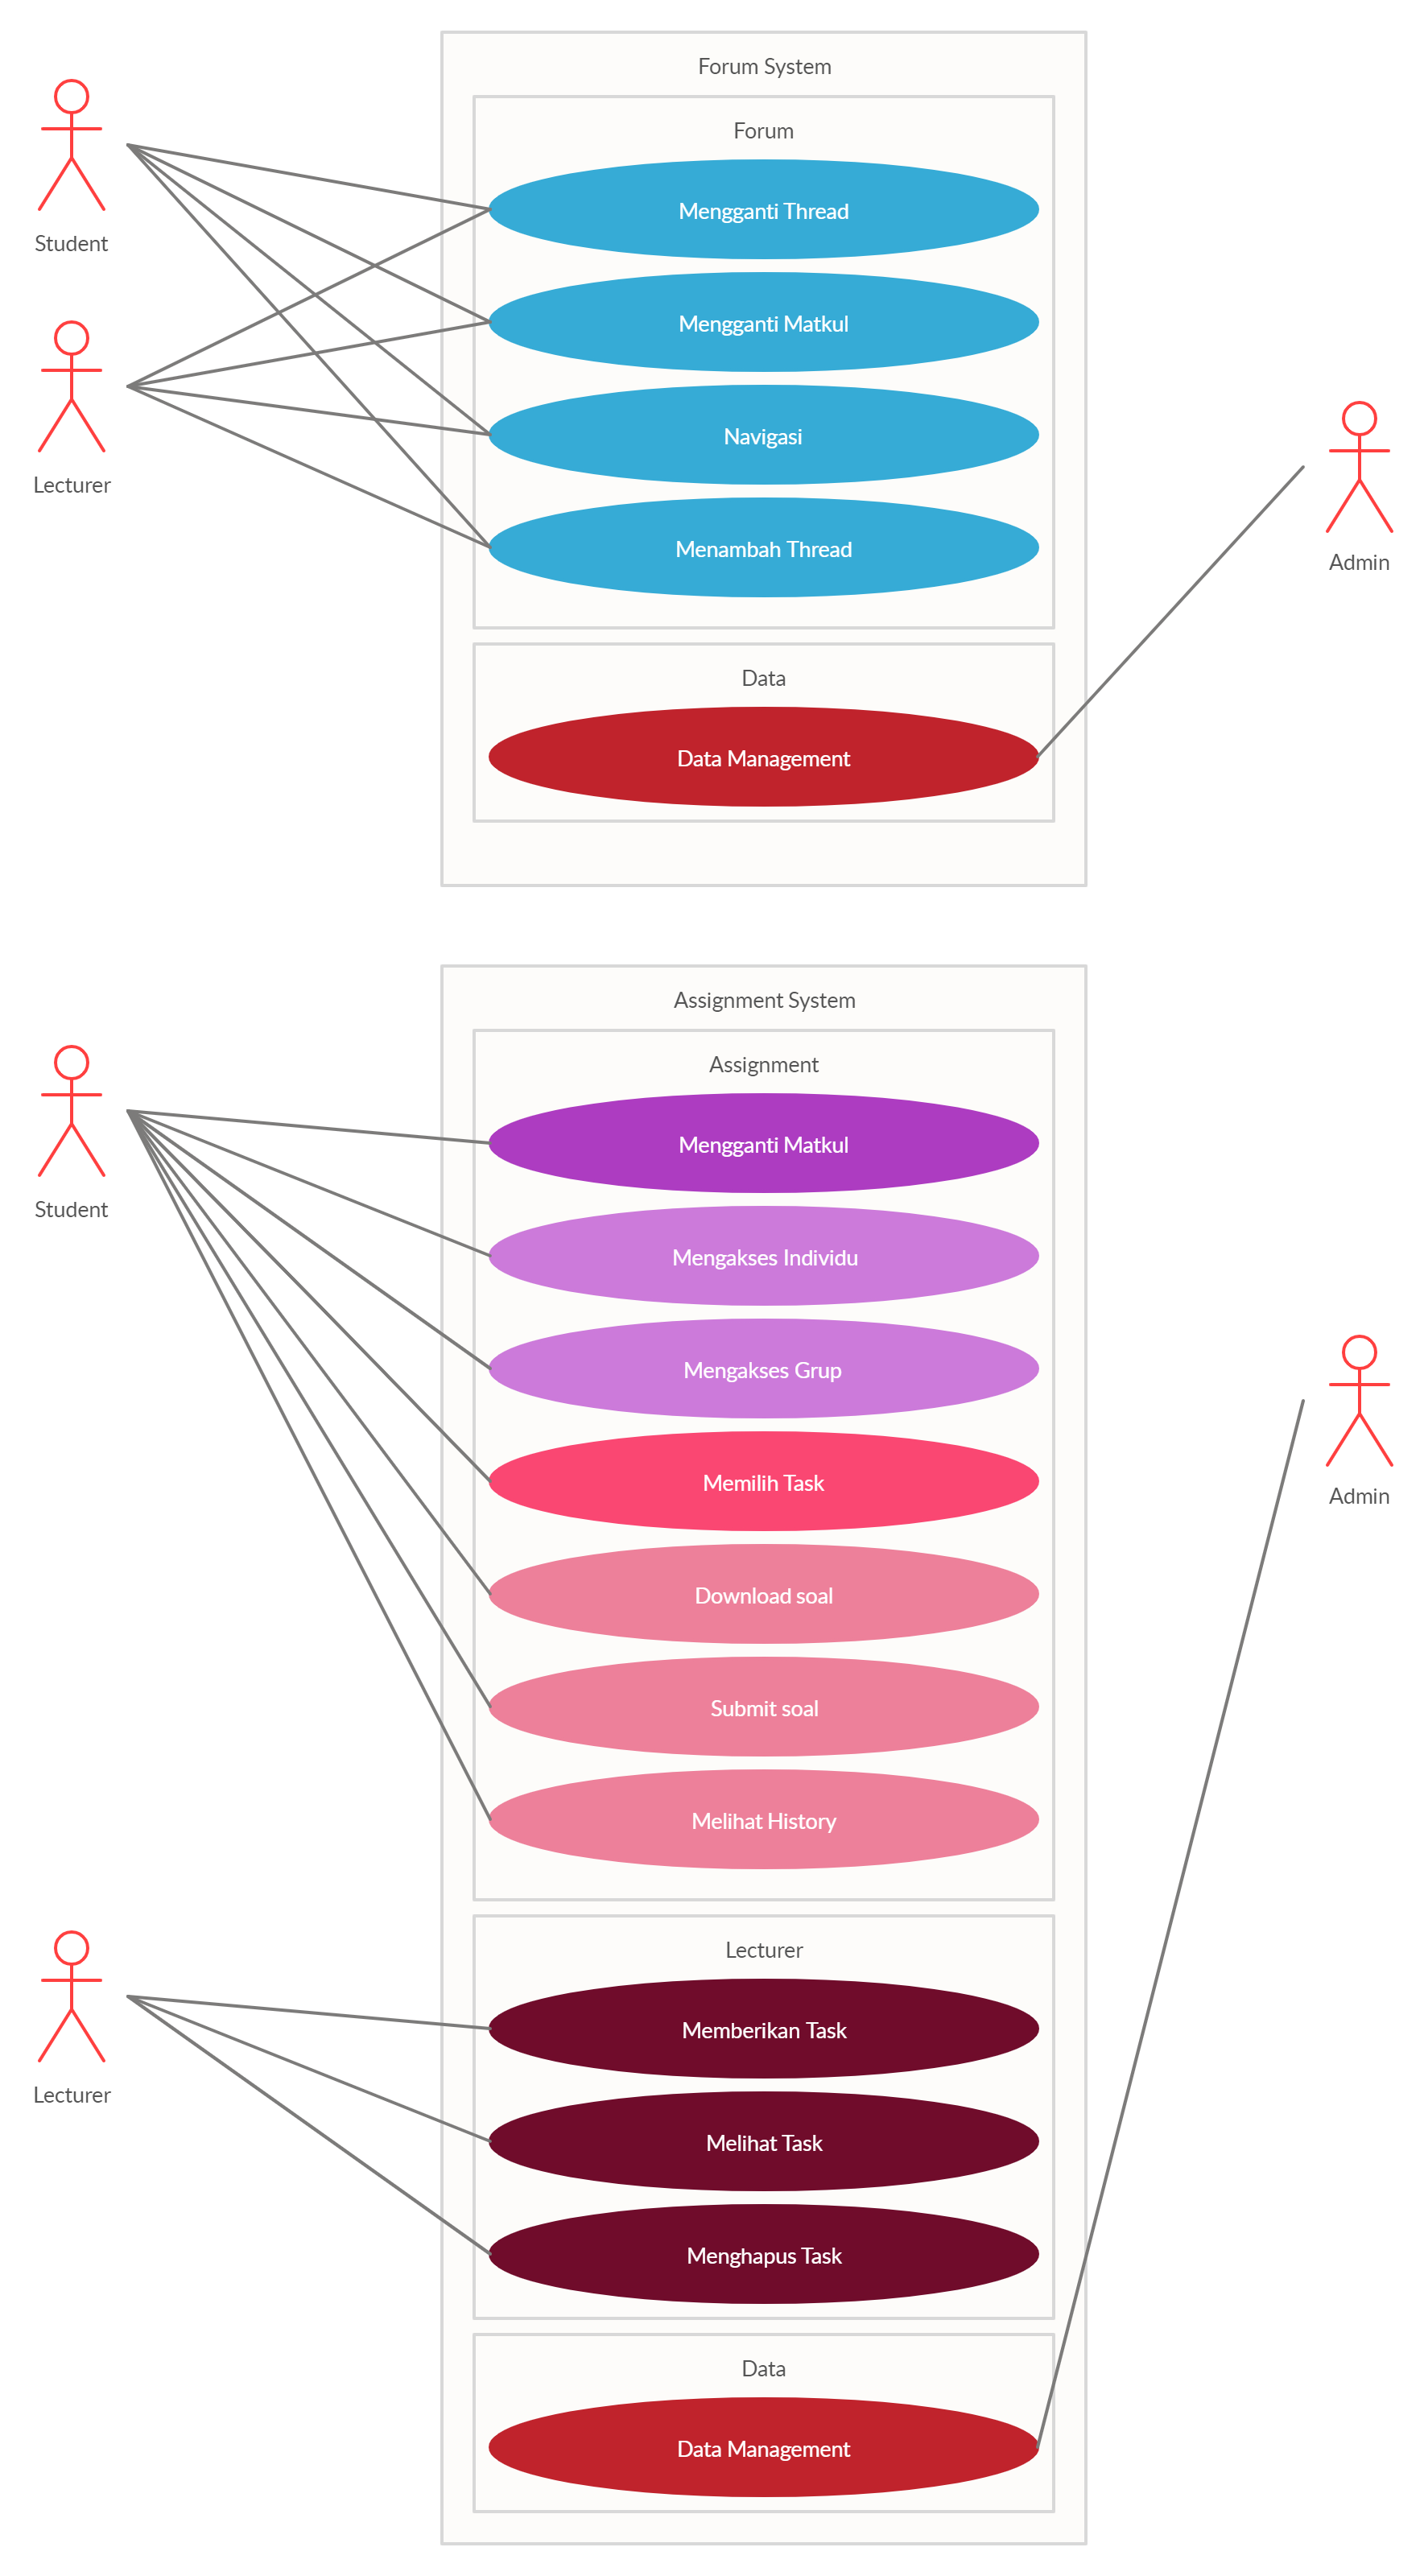 Forum System
Forum
Student
Mengganti Thread
Mengganti Matkul
Lecturer
Navigasi
Menambah Thread
Admin
Data
Data Management
Assignment System
Assignment
Mengganti Matkul
Student
Mengakses Individu
Mengakses Grup
Memilih Task
Admin
Download soal
Submit soal
Melihat History
Lecturer
Memberikan Task
Lecturer
Melihat Task
Menghapus Task
Data
Data Management